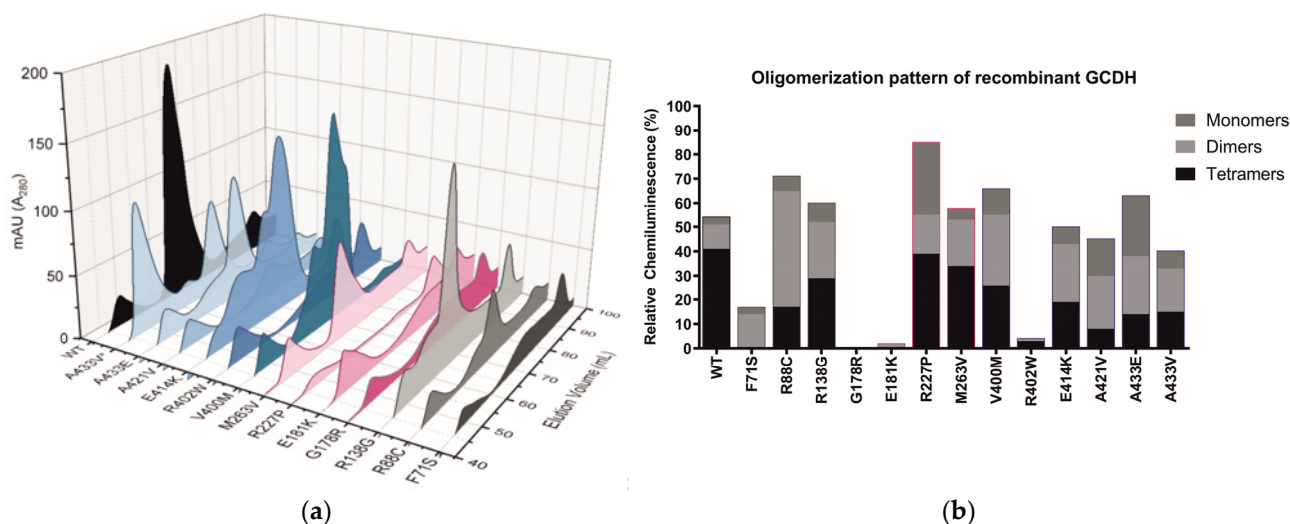 mAU (A280)
200
150
100
50
0
WT
A433V
A433E
A421V
E414K
R402W
V400M
M263V
R227P
E181K
G178R
R138G
R88C
F71S
40
50
60
70
80
90
100
Elution Volume (mL)
(a)
Oligomerization pattern of recombinant GCDH
Relative Chemiluminescence (%)
100
90
80
70
60
50
40
30
20
10
0
WT
F71S
R88C
R138G
G178R
E181K
R227P
M263V
V400M
R402W
E414K
A421V
A433E
A433V
Monomers
Dimers
Tetramers
(b)